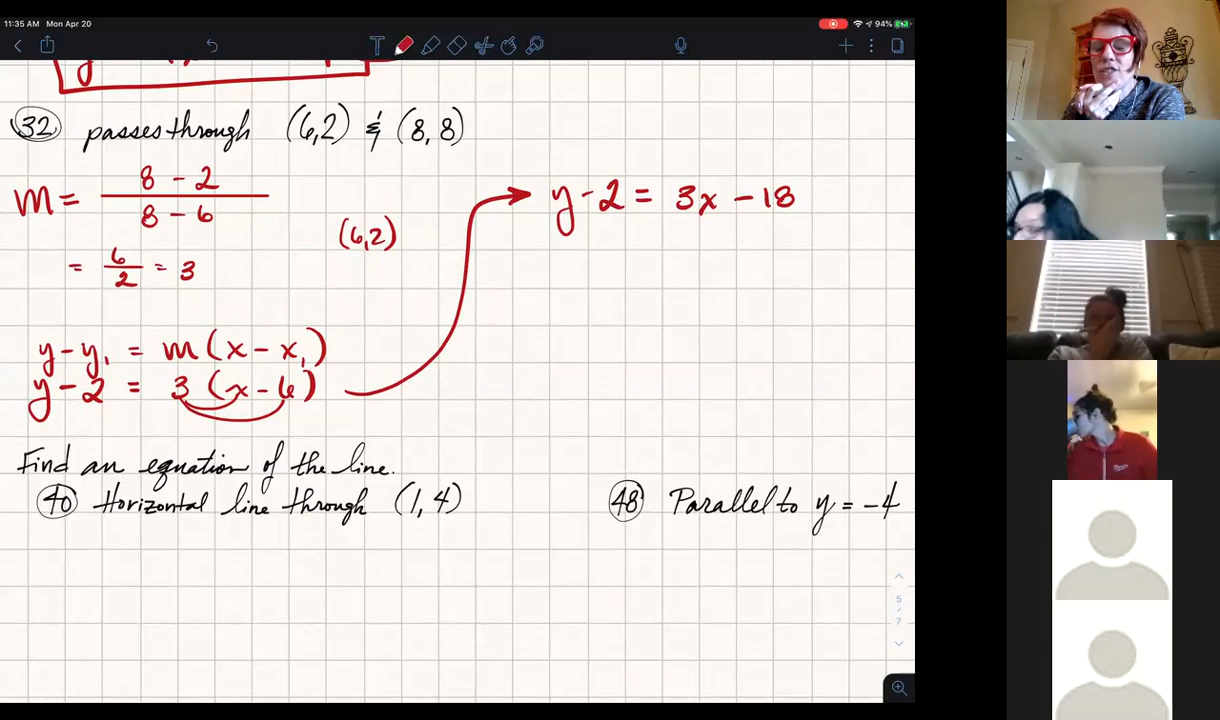 11:35 AM Mon Apr 20
94%
32 passes through (6,2) & (8,8)
m = 8 - 2 / 8 - 6
= 6/2 = 3
(6,2)
y - y₁ = m(x - x₁)
y - 2 = 3(x - 6)
y - 2 = 3x - 18
Find an equation of the line.
40 Horizontal line through (1,4)
48 Parallel to y = -4
5
7